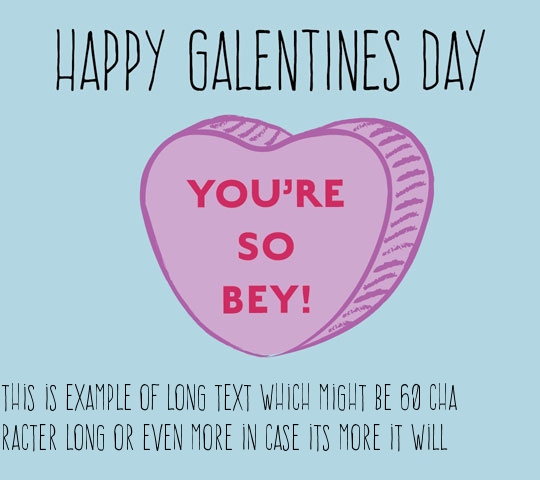 HAPPY GALENTINES DAY
YOU'RE
SO
BEY!
THIS IS EXAMPLE OF LONG TEXT WHICH MIGHT BE 60 CHA
RACTER LONG OR EVEN MORE IN CASE ITS MORE IT WILL